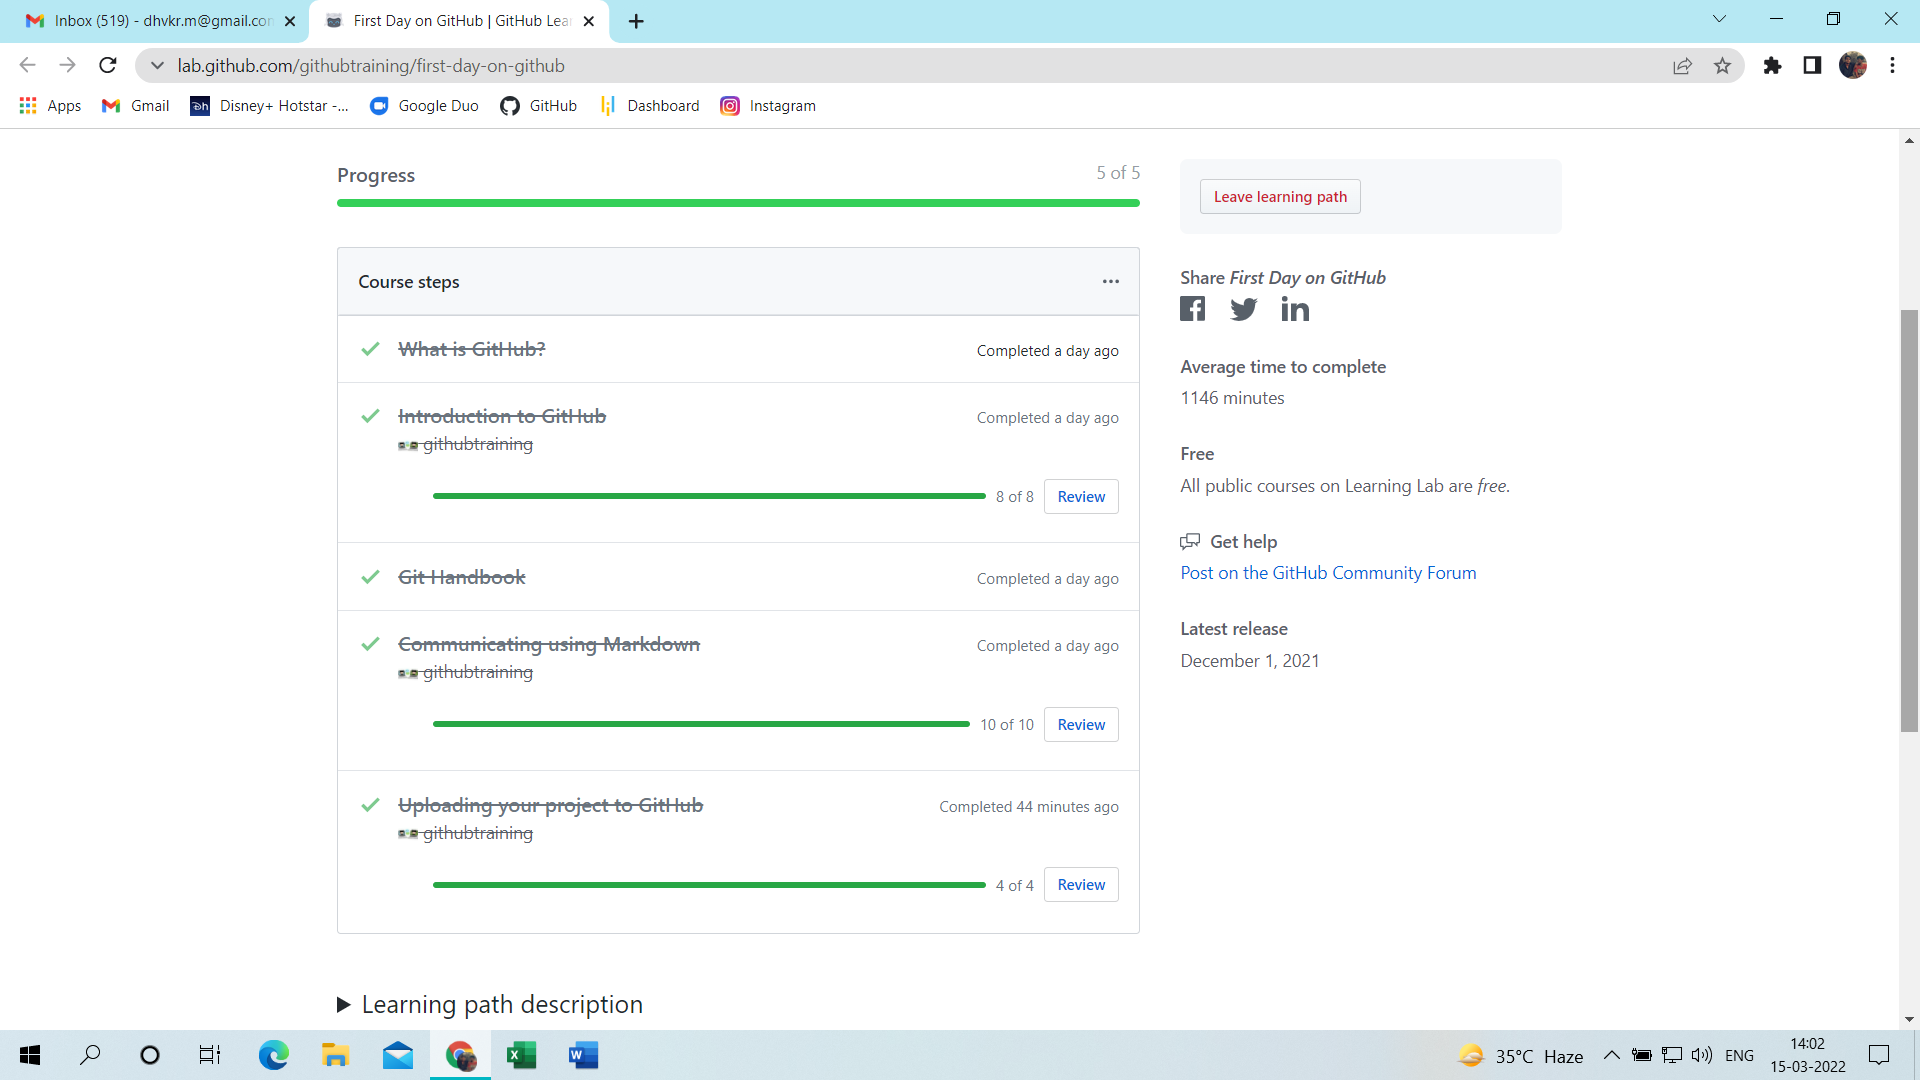 Inbox (519) - dhvkr.m@gmail.con
First Day on GitHub | GitHub Lea
lab.github.com/githubtraining/first-day-on-github
Apps
Gmail
Disney+ Hotstar -...
Google Duo
GitHub
Dashboard
Instagram
Progress
5 of 5
Leave learning path
Course steps
Share First Day on GitHub
What is GitHub?
Completed a day ago
Average time to complete
1146 minutes
Introduction to GitHub
Completed a day ago
githubtraining
Free
All public courses on Learning Lab are free.
8 of 8
Review
Get help
Post on the GitHub Community Forum
Git Handbook
Completed a day ago
Latest release
December 1, 2021
Communicating using Markdown
Completed a day ago
githubtraining
10 of 10
Review
Uploading your project to GitHub
Completed 44 minutes ago
githubtraining
4 of 4
Review
Learning path description
35°C Haze
ENG
14:02
15-03-2022